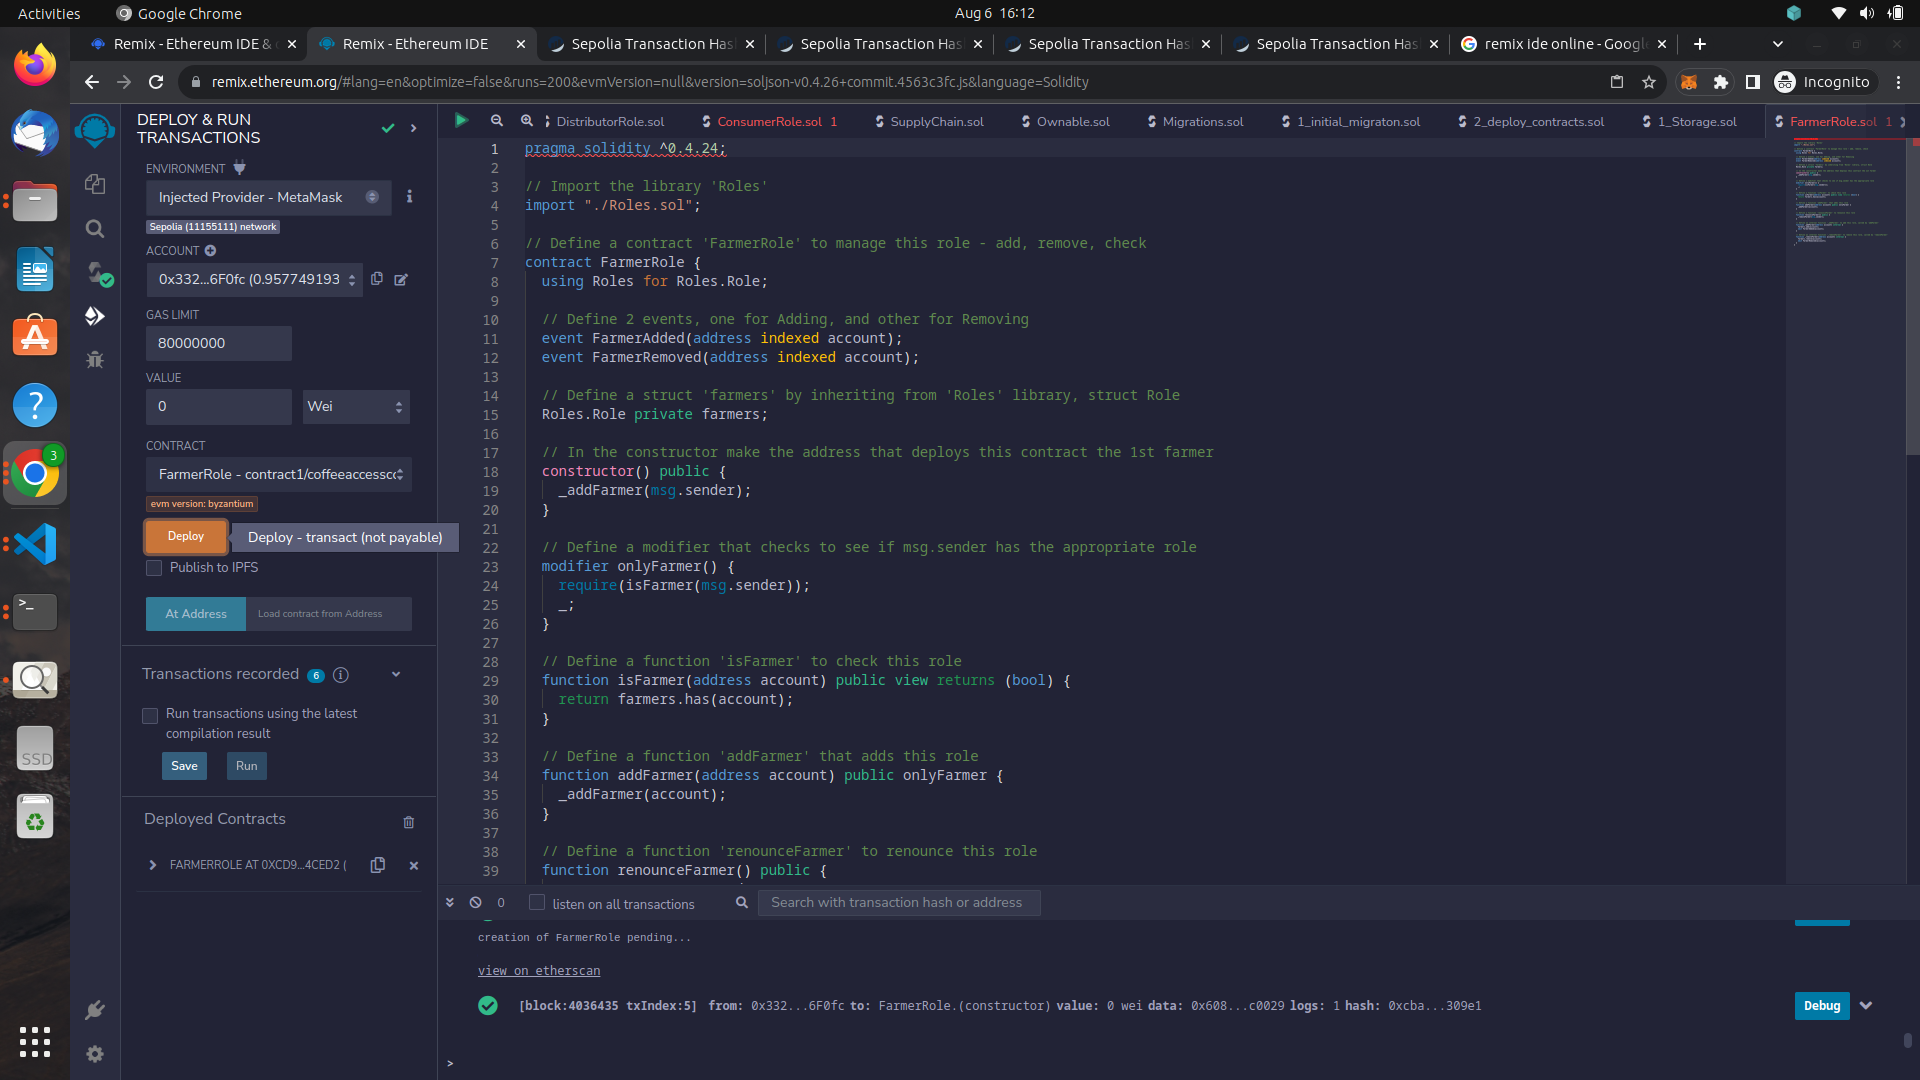 Activities
Google Chrome
Aug 6 16:12
Remix - Ethereum IDE &
Remix - Ethereum IDE
Sepolia Transaction Has
Sepolia Transaction Has
Sepolia Transaction Has
Sepolia Transaction Has
remix ide online - Google
remix.ethereum.org/#lang=en&optimize=false&runs=200&evmVersion=null&version=soljson-v0.4.26+commit.4563c3fc.js&language=Solidity
Incognito
DEPLOY & RUN
TRANSACTIONS
ENVIRONMENT
Injected Provider - MetaMask
Sepolia (11155111) network
ACCOUNT
0x332...6F0fc (0.957749193
GAS LIMIT
80000000
VALUE
0
Wei
CONTRACT
FarmerRole - contract1/coffeeaccessco
evm version: byzantium
Deploy
Deploy - transact (not payable)
Publish to IPFS
At Address
Load contract from Address
Transactions recorded 6
Run transactions using the latest
compilation result
Save
Run
Deployed Contracts
FARMERROLE AT 0XCD9...4CED2 (
3
SSD
DistributorRole.sol
ConsumerRole.sol 1
SupplyChain.sol
Ownable.sol
Migrations.sol
1_initial_migraton.sol
2_deploy_contracts.sol
1_Storage.sol
FarmerRole.sol 1
1 pragma solidity ^0.4.24;
2
3 // Import the library 'Roles'
4 import "./Roles.sol";
5
6 // Define a contract 'FarmerRole' to manage this role - add, remove, check
7 contract FarmerRole {
8 using Roles for Roles.Role;
9
10 // Define 2 events, one for Adding, and other for Removing
11 event FarmerAdded(address indexed account);
12 event FarmerRemoved(address indexed account);
13
14 // Define a struct 'farmers' by inheriting from 'Roles' library, struct Role
15 Roles.Role private farmers;
16
17 // In the constructor make the address that deploys this contract the 1st farmer
18 constructor() public {
19 _addFarmer(msg.sender);
20 }
21
22 // Define a modifier that checks to see if msg.sender has the appropriate role
23 modifier onlyFarmer() {
24 require(isFarmer(msg.sender));
25 _;
26 }
27
28 // Define a function 'isFarmer' to check this role
29 function isFarmer(address account) public view returns (bool) {
30 return farmers.has(account);
31 }
32
33 // Define a function 'addFarmer' that adds this role
34 function addFarmer(address account) public onlyFarmer {
35 _addFarmer(account);
36 }
37
38 // Define a function 'renounceFarmer' to renounce this role
39 function renounceFarmer() public {
0
listen on all transactions
Search with transaction hash or address
creation of FarmerRole pending...
view on etherscan
[block:4036435 txIndex:5] from: 0x332...6F0fc to: FarmerRole.(constructor) value: 0 wei data: 0x608...c0029 logs: 1 hash: 0xcba...309e1
Debug
>